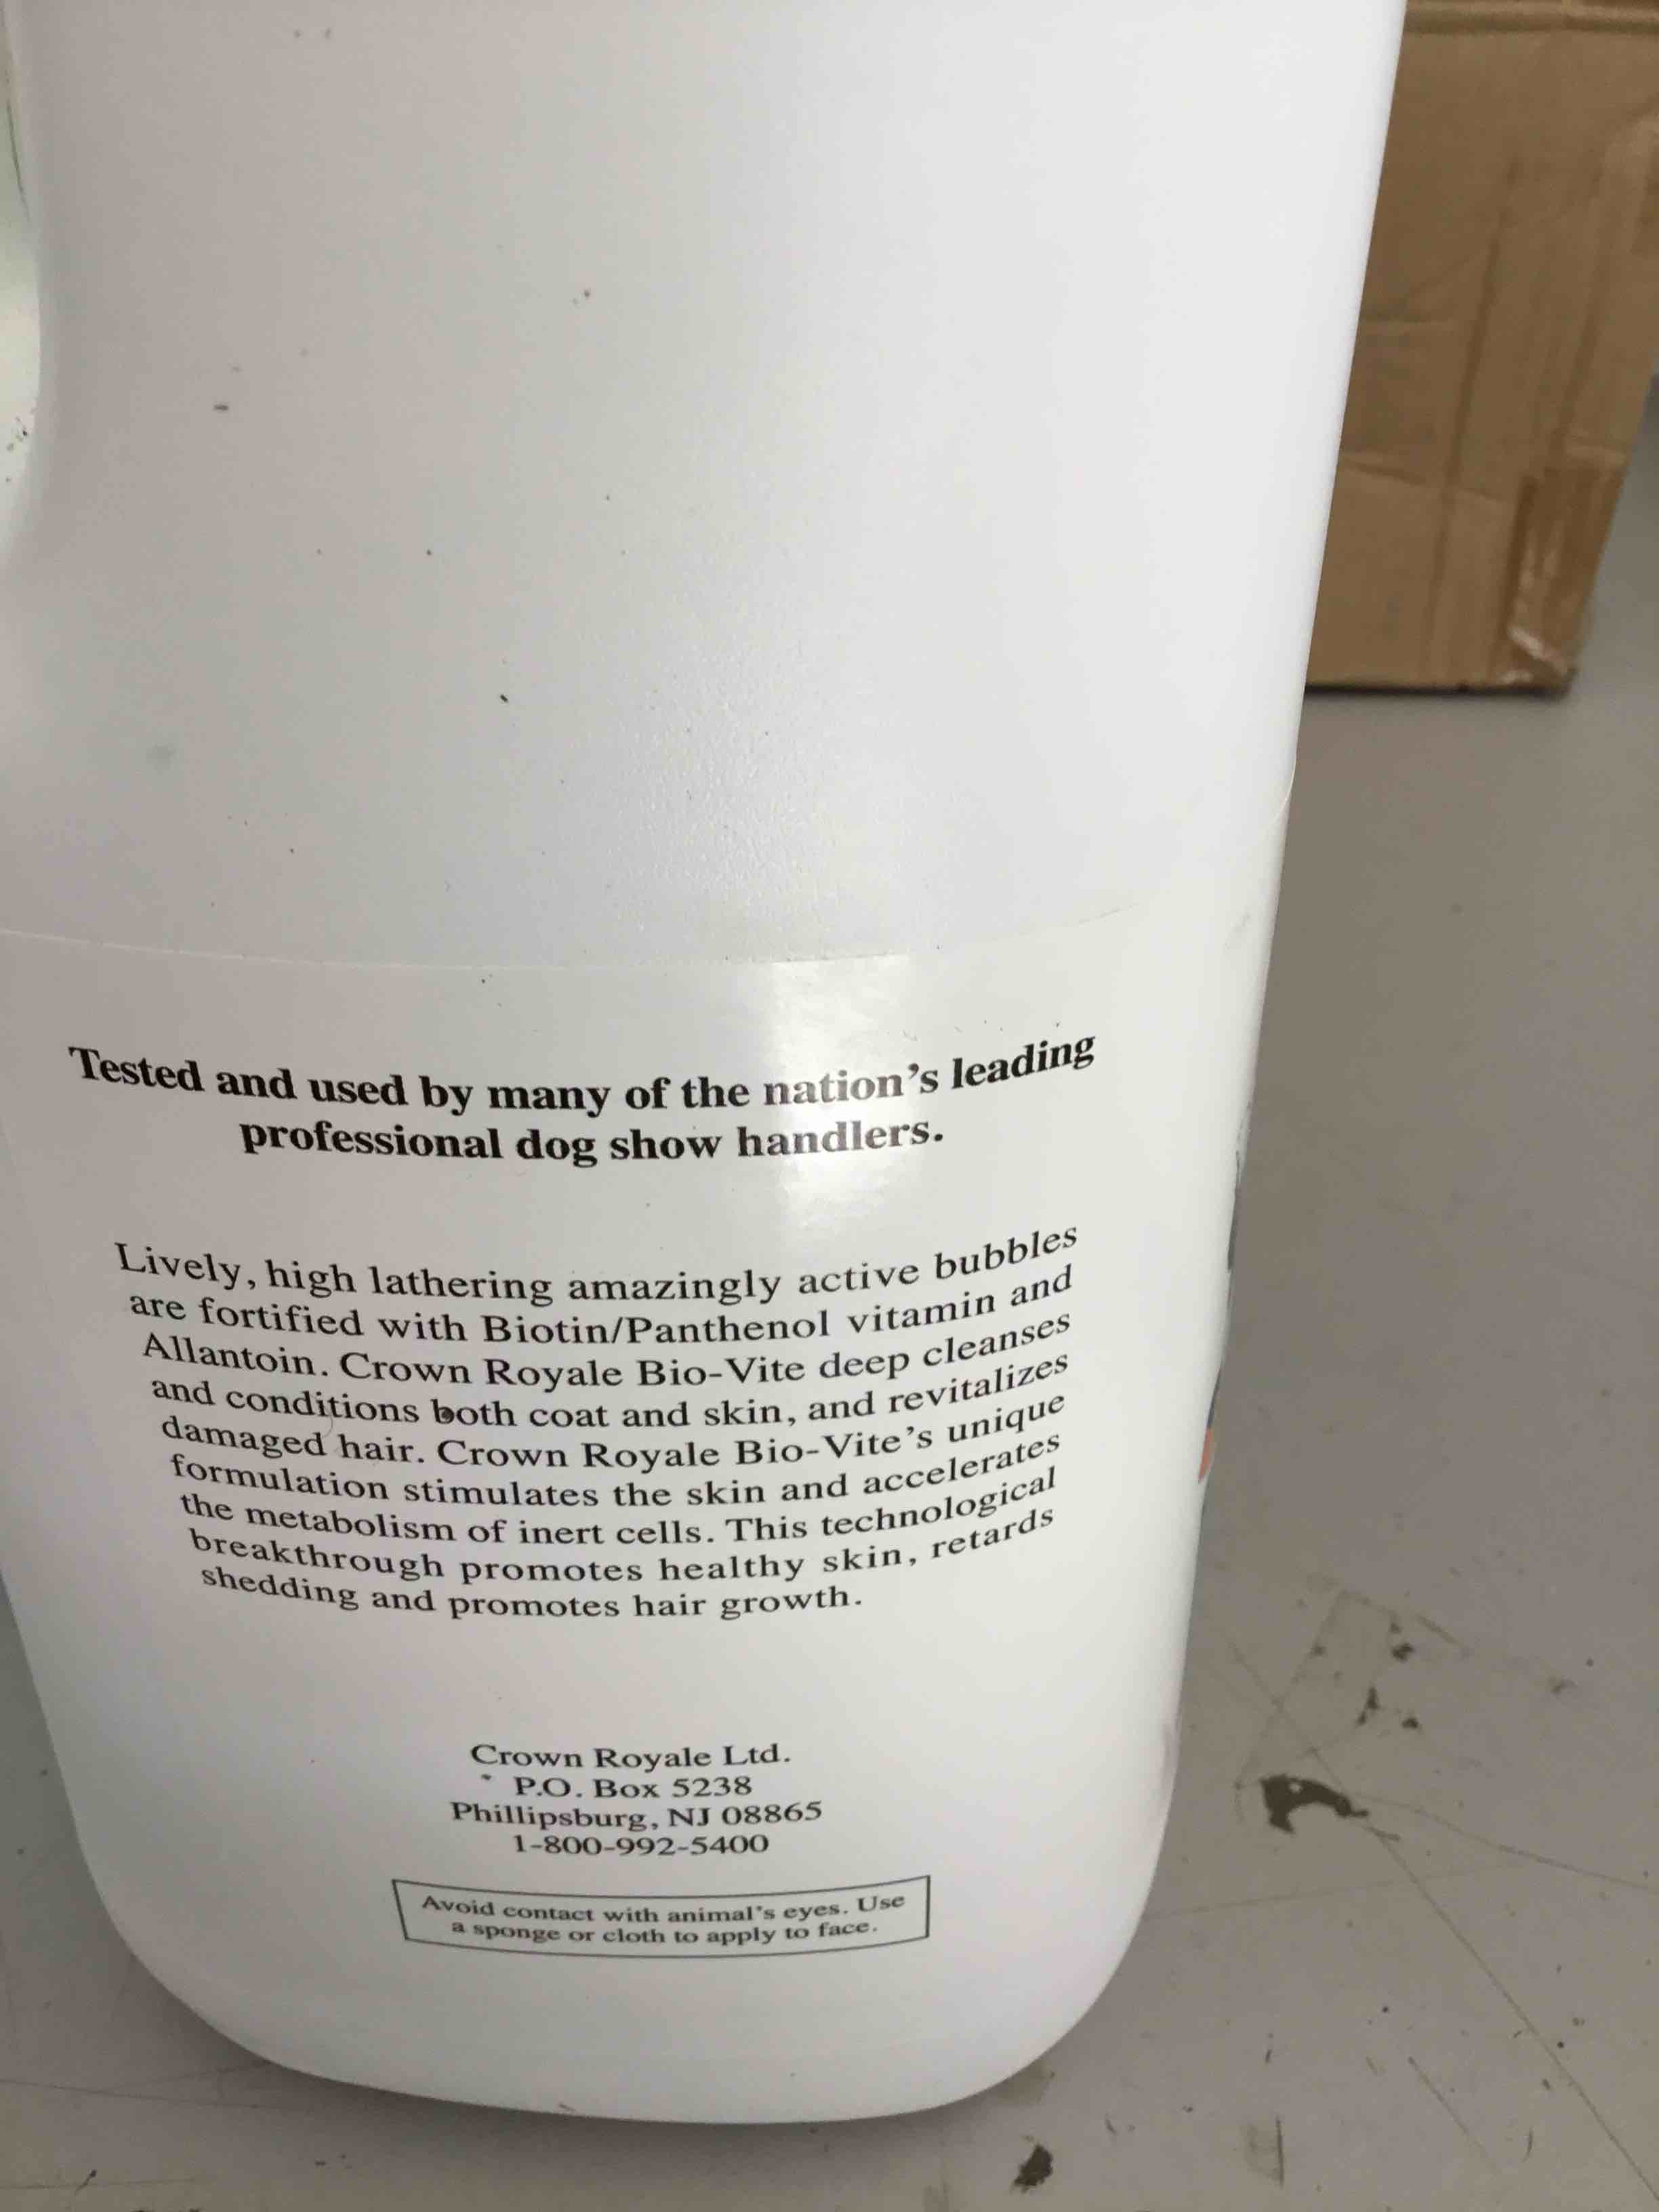 Tested and used by many of the nation's leading
professional dog show handlers.
Lively, high lathering amazingly active bubbles
are fortified with Biotin/Panthenol vitamin and
Allantoin. Crown Royale Bio-Vite deep cleanses
and conditions both coat and skin, and revitalizes
damaged hair. Crown Royale Bio-Vite's unique
formulation stimulates the skin and accelerates
the metabolism of inert cells. This technological
breakthrough promotes healthy skin, retards
shedding and promotes hair growth.
Crown Royale Ltd.
P.O. Box 5238
Phillipsburg, NJ 08865
1-800-992-5400
Avoid contact with animal's eyes. Use
a sponge or cloth to apply to face.